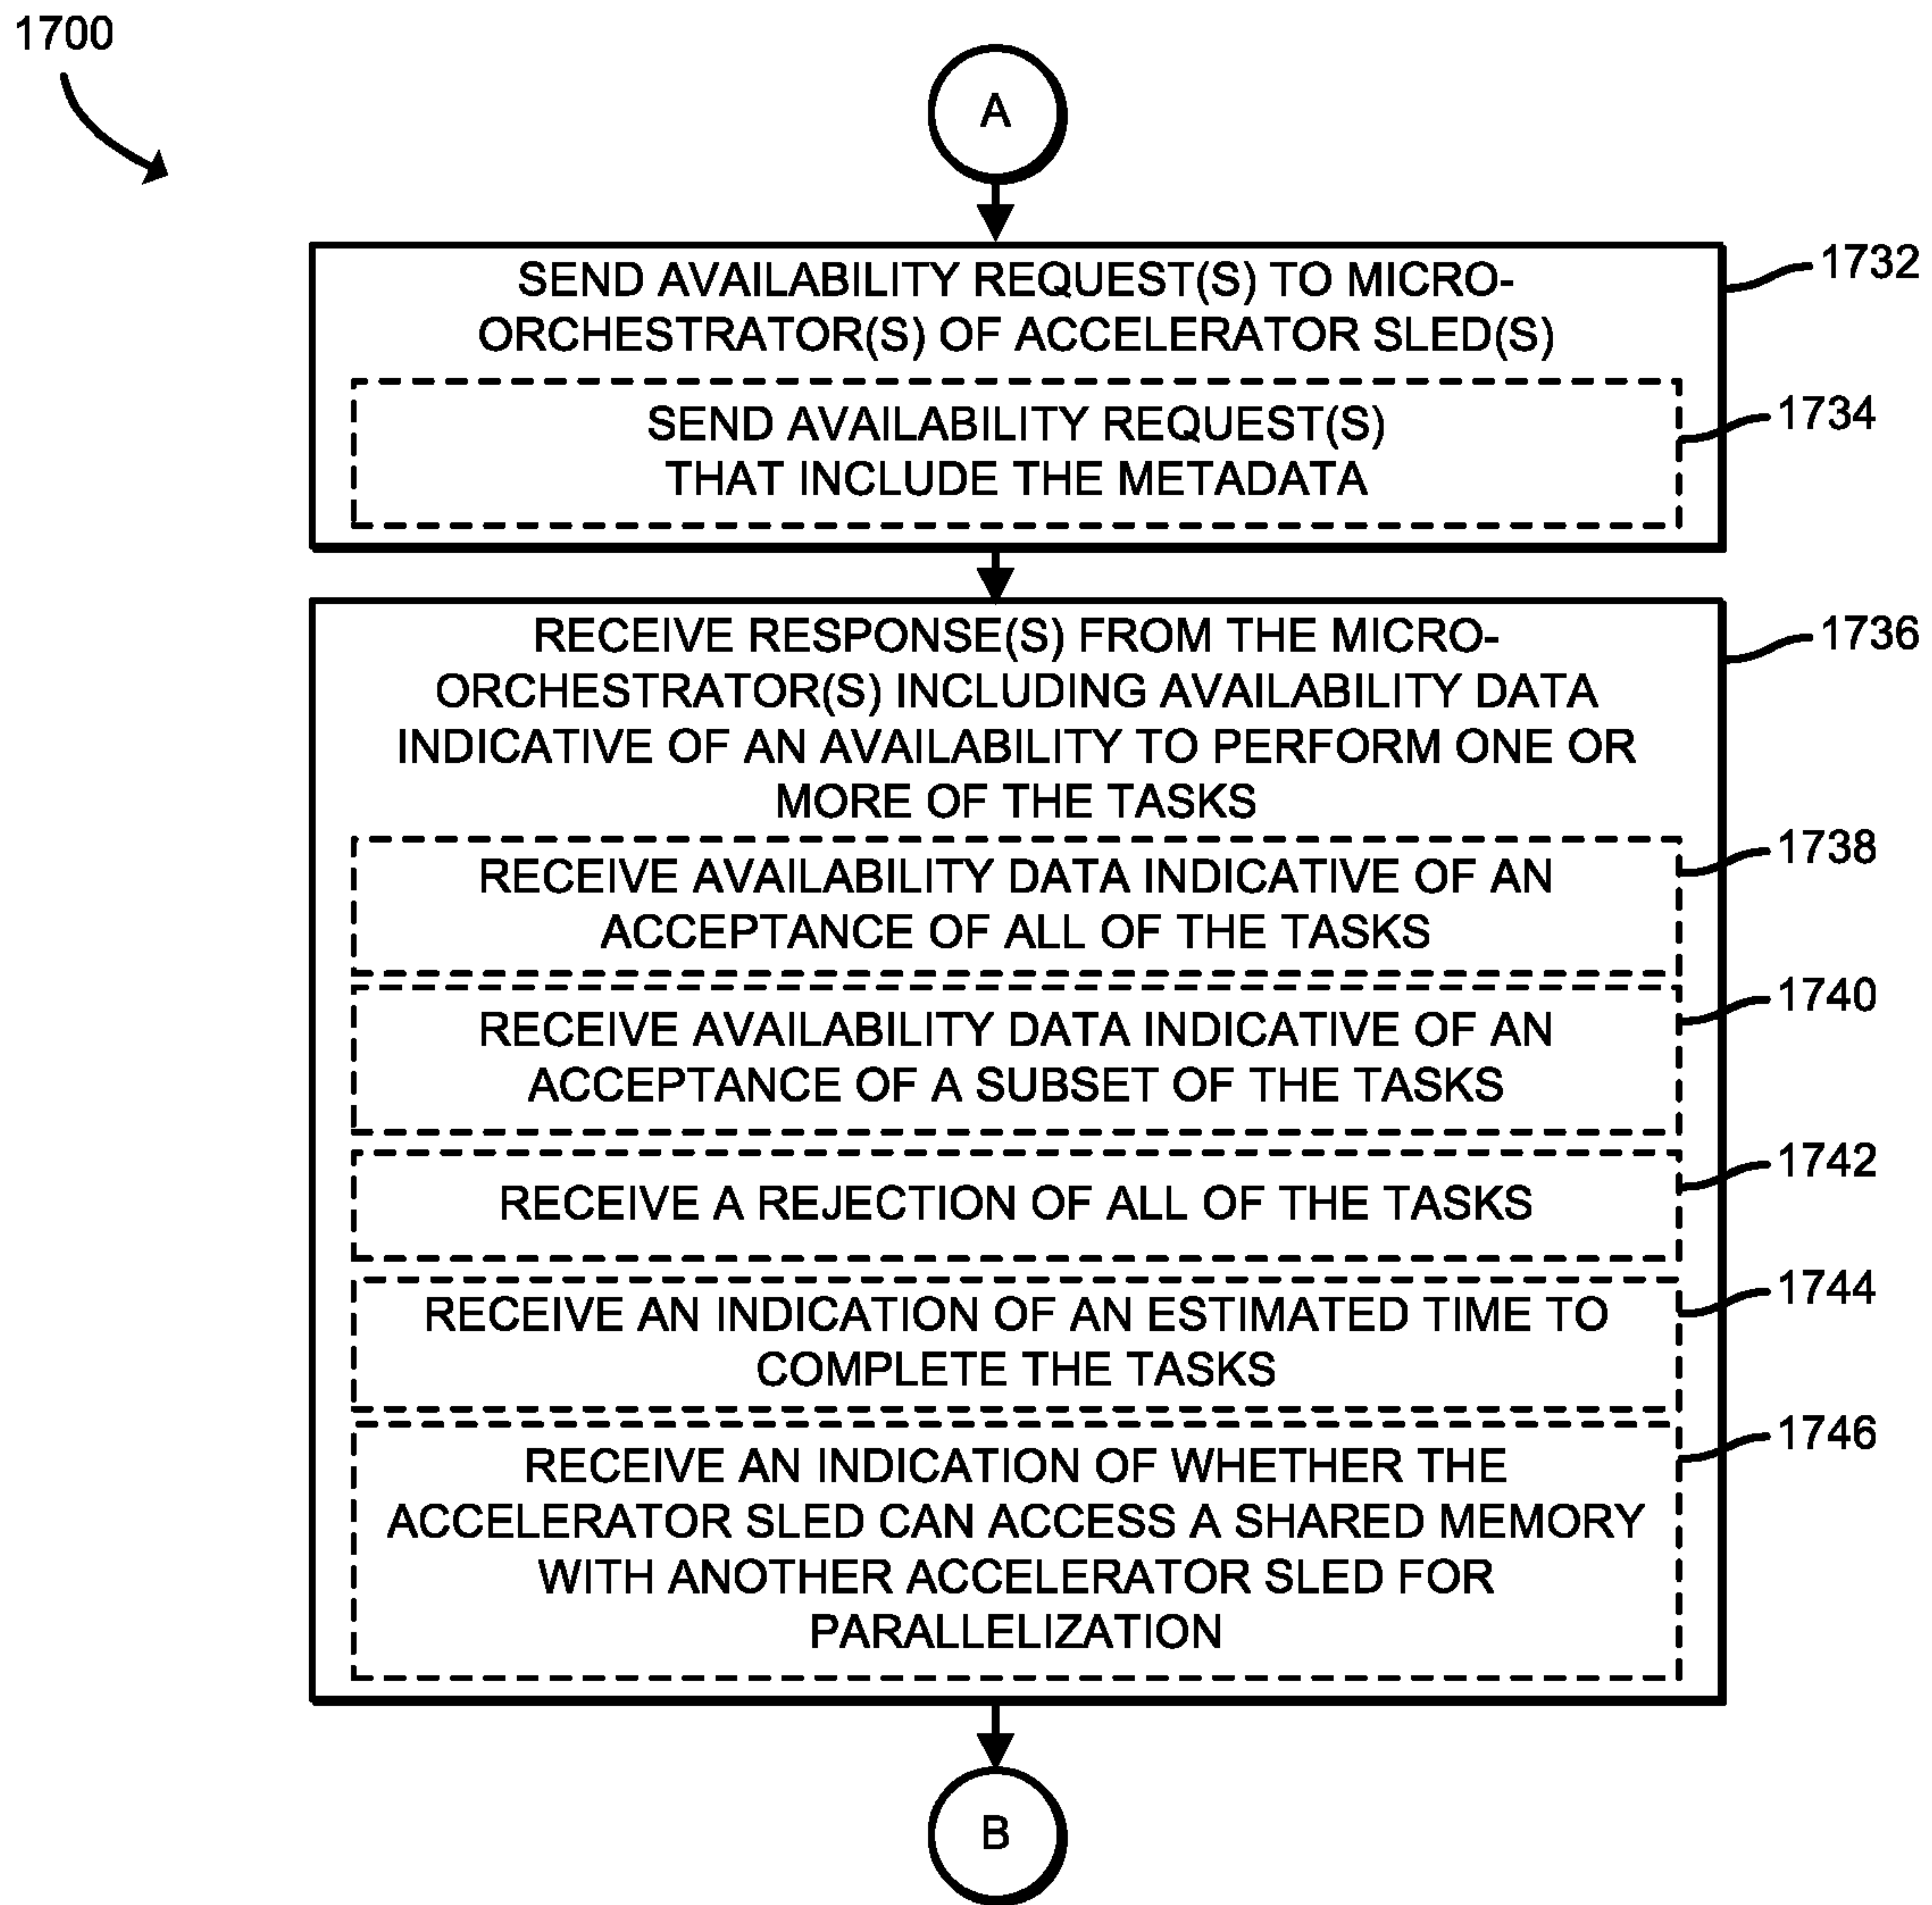 1700
A
SEND AVAILABILITY REQUEST(S) TO MICRO-
ORCHESTRATOR(S) OF ACCELERATOR SLED(S)
1732
SEND AVAILABILITY REQUEST(S)
THAT INCLUDE THE METADATA
1734
RECEIVE RESPONSE(S) FROM THE MICRO-
ORCHESTRATOR(S) INCLUDING AVAILABILITY DATA
INDICATIVE OF AN AVAILABILITY TO PERFORM ONE OR
MORE OF THE TASKS
1736
RECEIVE AVAILABILITY DATA INDICATIVE OF AN
ACCEPTANCE OF ALL OF THE TASKS
1738
RECEIVE AVAILABILITY DATA INDICATIVE OF AN
ACCEPTANCE OF A SUBSET OF THE TASKS
1740
RECEIVE A REJECTION OF ALL OF THE TASKS
1742
RECEIVE AN INDICATION OF AN ESTIMATED TIME TO
COMPLETE THE TASKS
1744
RECEIVE AN INDICATION OF WHETHER THE
ACCELERATOR SLED CAN ACCESS A SHARED MEMORY
WITH ANOTHER ACCELERATOR SLED FOR
PARALLELIZATION
1746
B